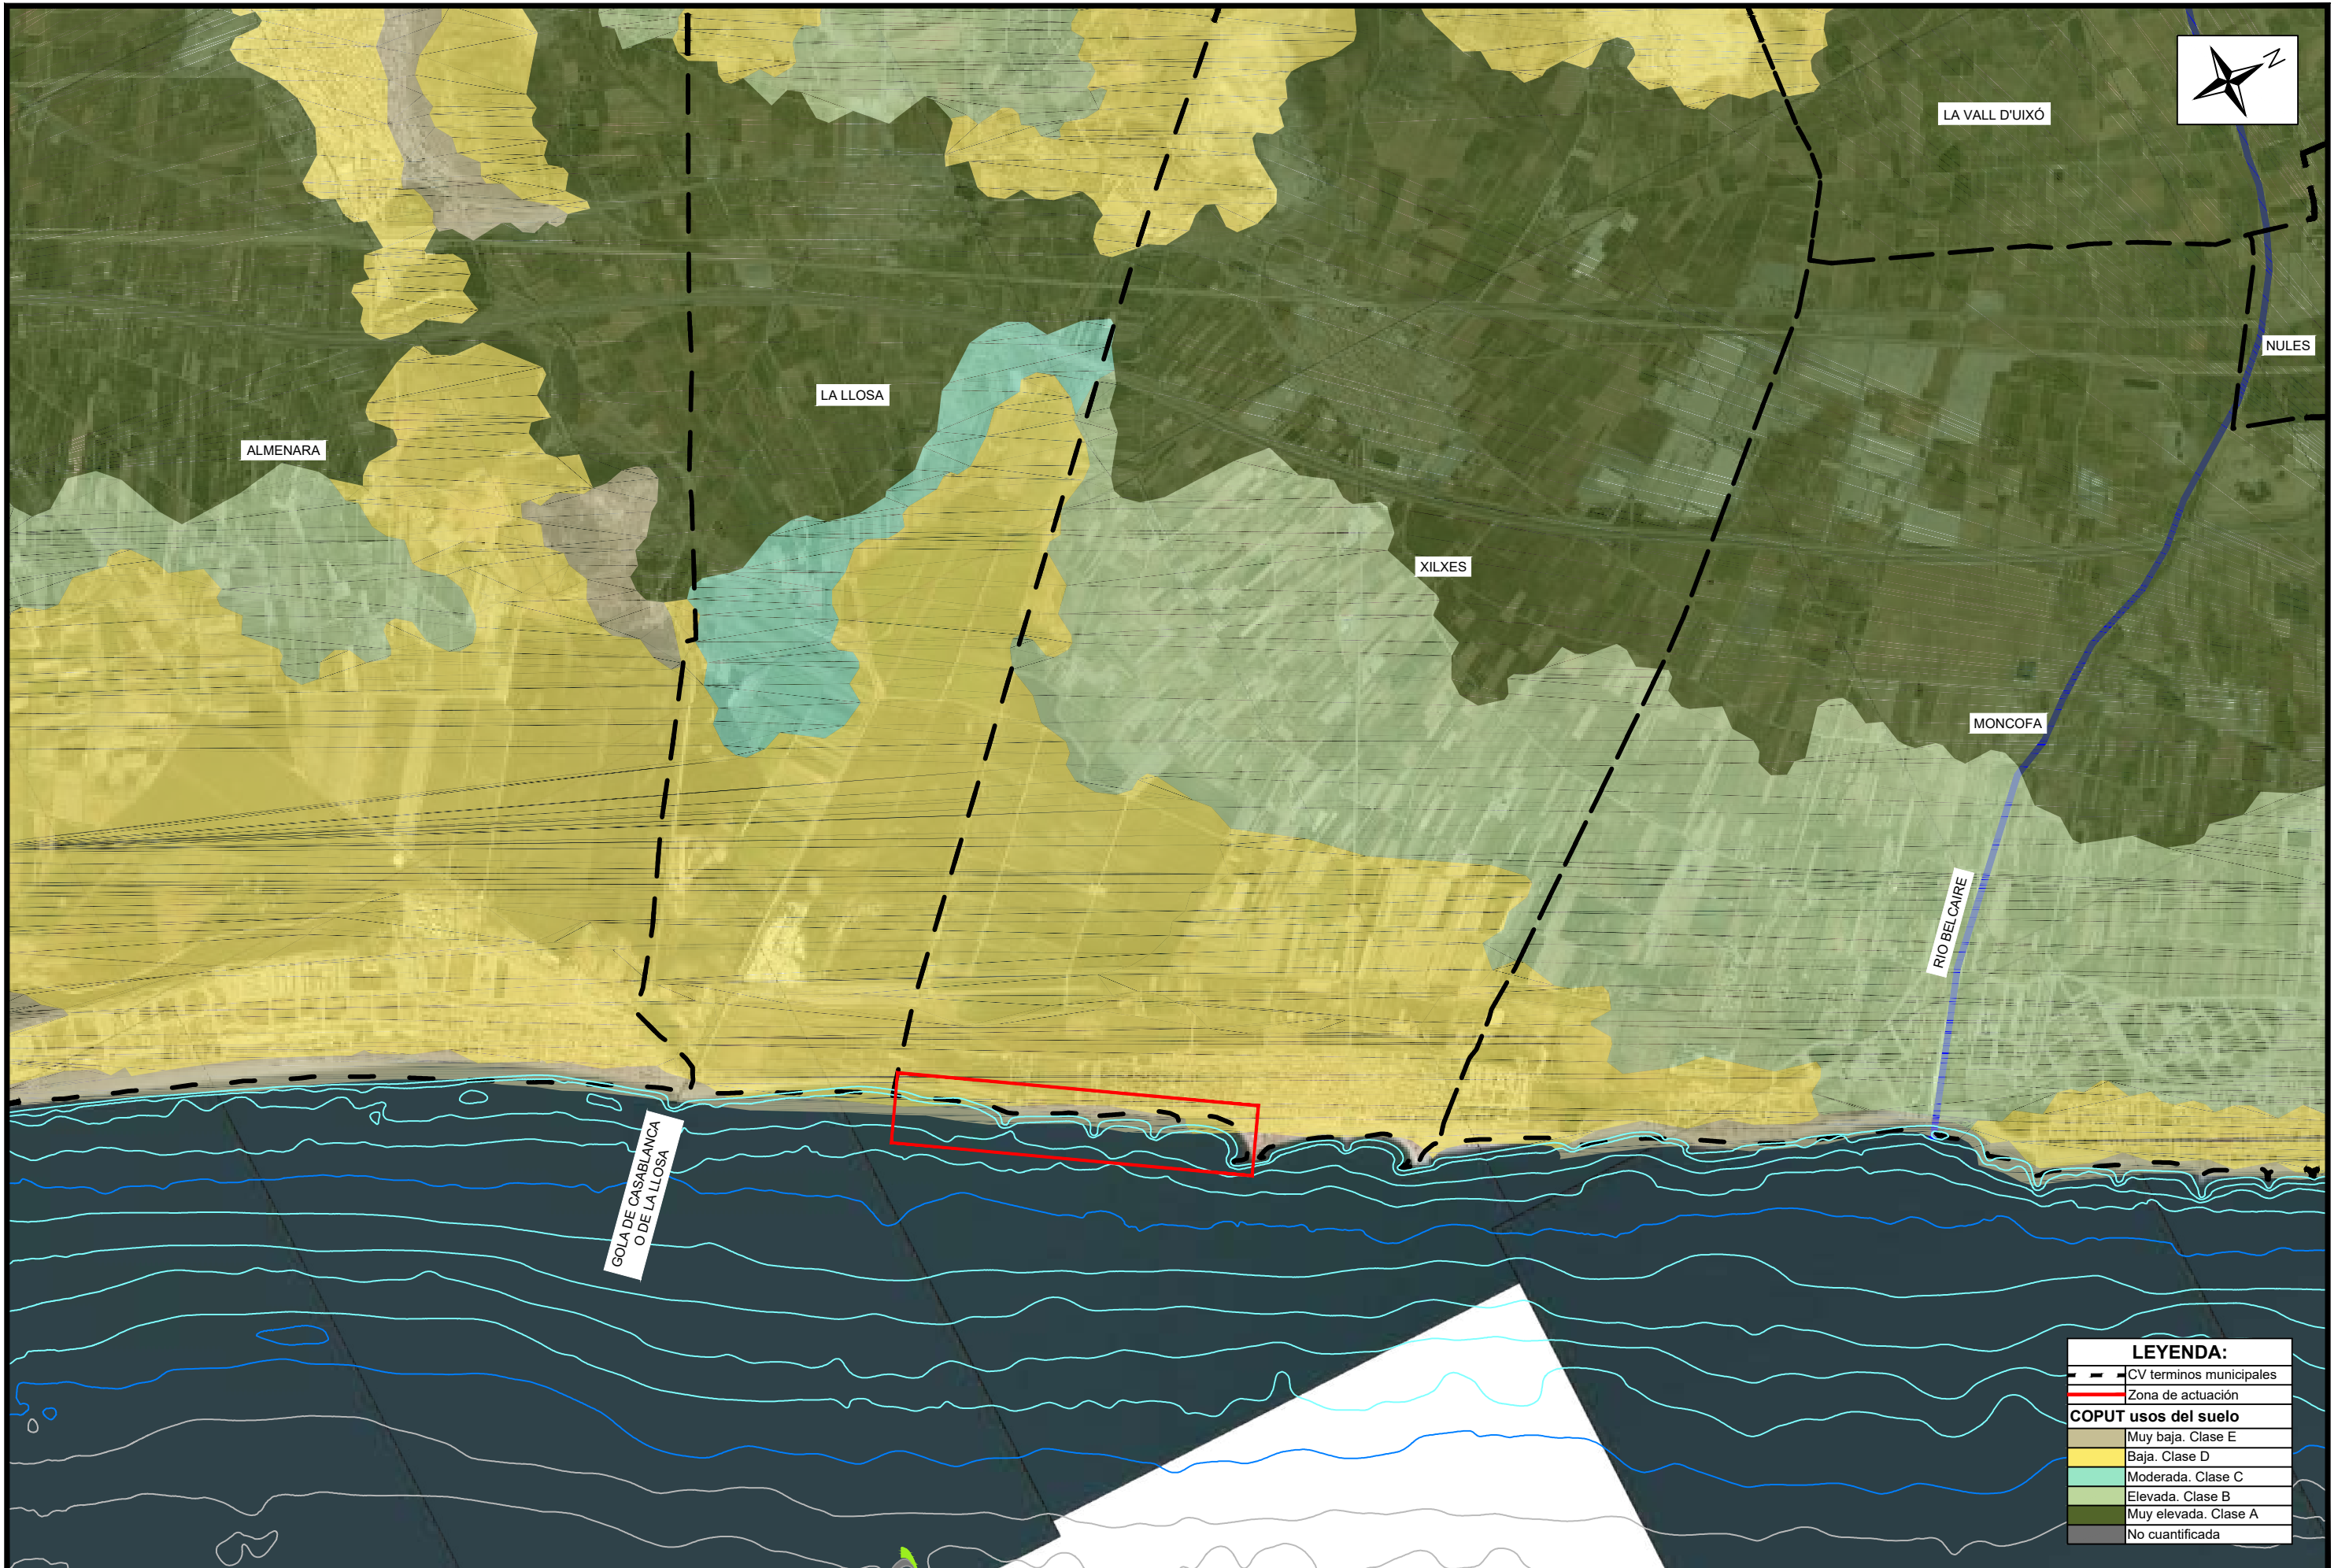 N
LA VALL D'UIXÓ
NULES
LA LLOSA
ALMENARA
XILXES
MONCOFA
RIO BELCAIRE
GOLA DE CASABLANCA
O DE LA LLOSA
LEYENDA:
CV terminos municipales
Zona de actuación
COPUT usos del suelo
Muy baja. Clase E
Baja. Clase D
Moderada. Clase C
Elevada. Clase B
Muy elevada. Clase A
No cuantificada